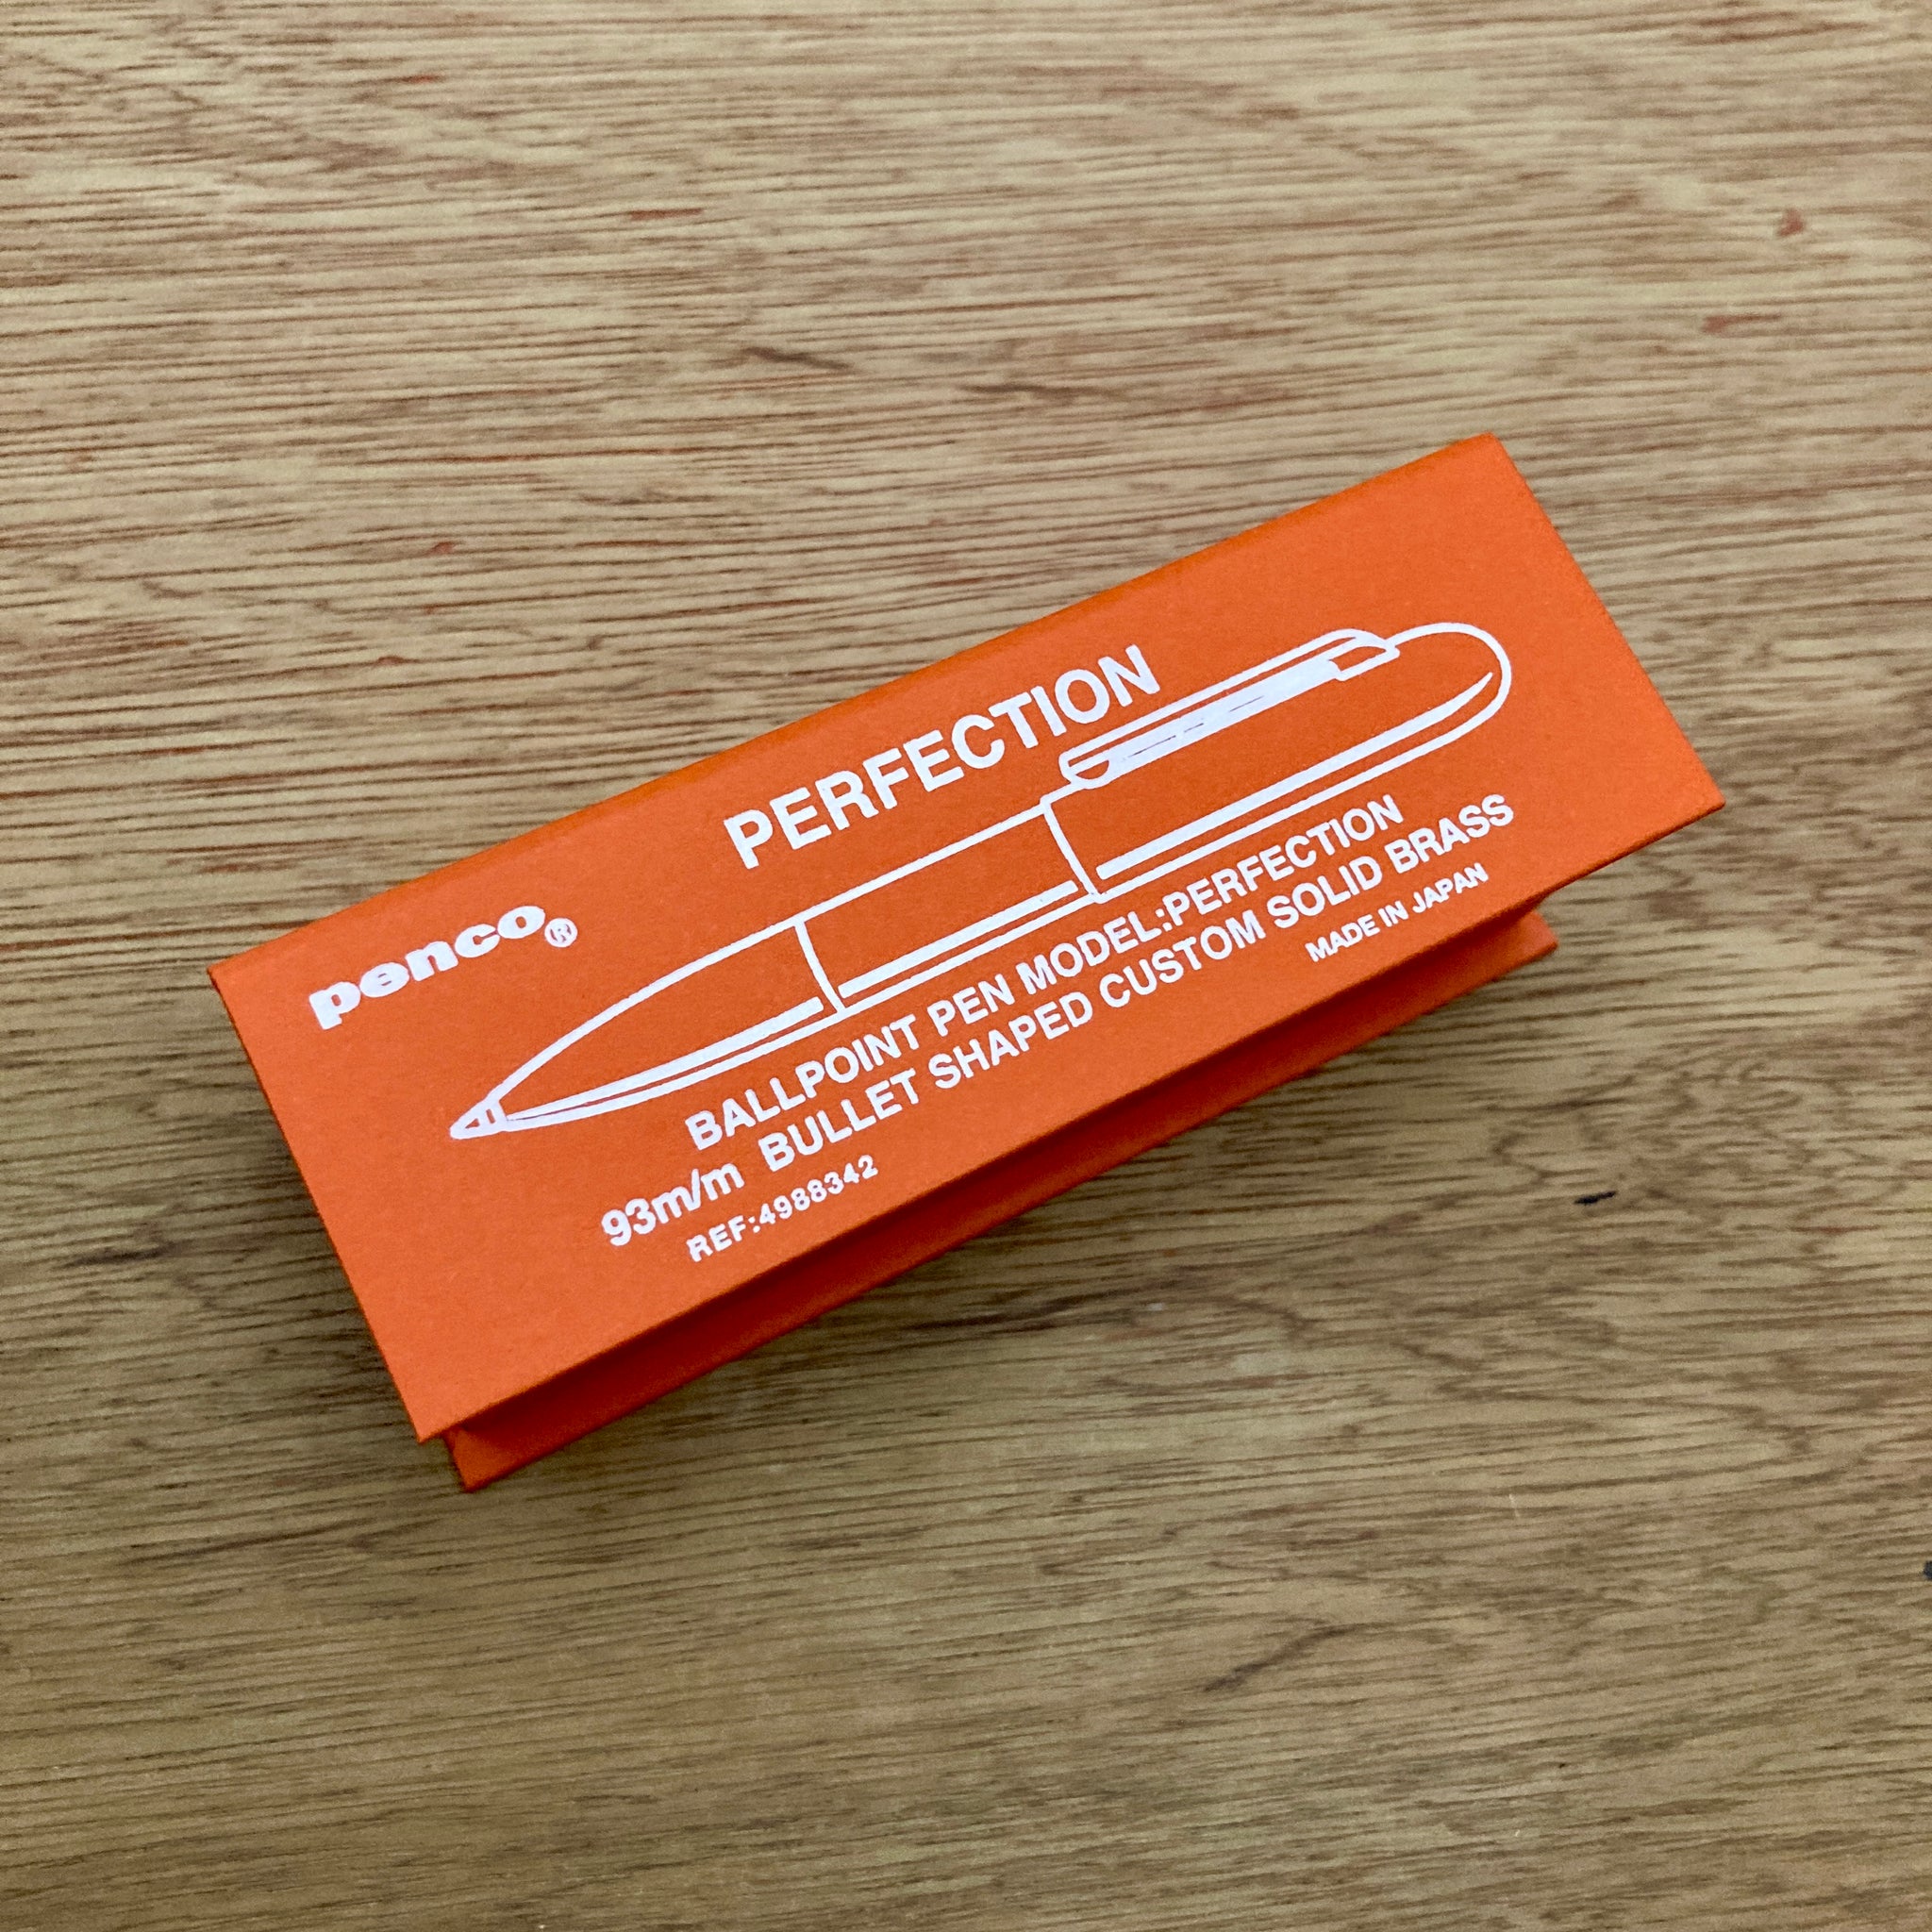 penco®
PERFECTION
BALLPOINT PEN MODEL:PERFECTION
93m/m BULLET SHAPED CUSTOM SOLID BRASS
REF:4988342
MADE IN JAPAN